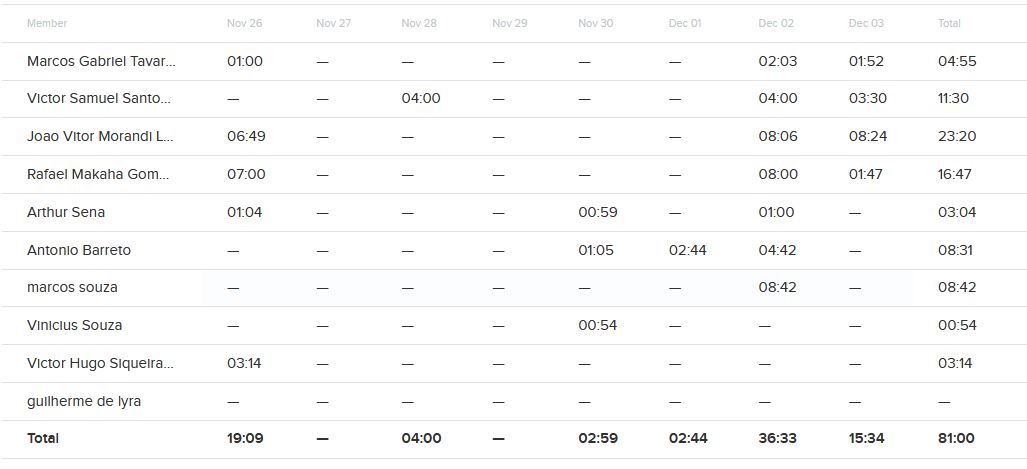 Member Nov 26 Nov 27 Nov 28 Nov 29 Nov 30 Dec 01 Dec 02 Dec 03 Total
Marcos Gabriel Tavar... 01:00 — — — — — 02:03 01:52 04:55
Victor Samuel Santo... — — 04:00 — — — 04:00 03:30 11:30
Joao Vitor Morandi L... 06:49 — — — — — 08:06 08:24 23:20
Rafael Makaha Gom... 07:00 — — — — — 08:00 01:47 16:47
Arthur Sena 01:04 — — — 00:59 — 01:00 — 03:04
Antonio Barreto — — — — 01:05 02:44 04:42 — 08:31
marcos souza — — — — — — 08:42 — 08:42
Vinicius Souza — — — — 00:54 — — — 00:54
Victor Hugo Siqueira... 03:14 — — — — — — — 03:14
guilherme de lyra — — — — — — — — —
Total 19:09 — 04:00 — 02:59 02:44 36:33 15:34 81:00